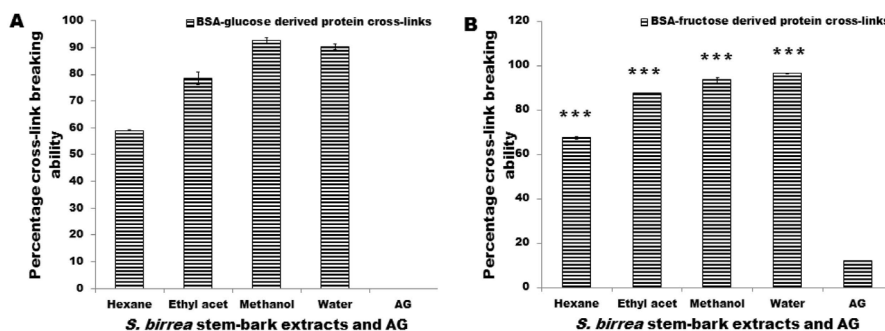 A
BSA-glucose derived protein cross-links
Percentage cross-link breaking
ability
100
90
80
70
60
50
40
30
20
10
0
Hexane Ethyl acet Methanol Water AG
S. birrea stem-bark extracts and AG
B
BSA-fructose derived protein cross-links
Percentage cross-link breaking
ability
120
100
80
60
40
20
0
*** *** *** ***
Hexane Ethyl acet Methanol Water AG
S. birrea stem-bark extracts and AG